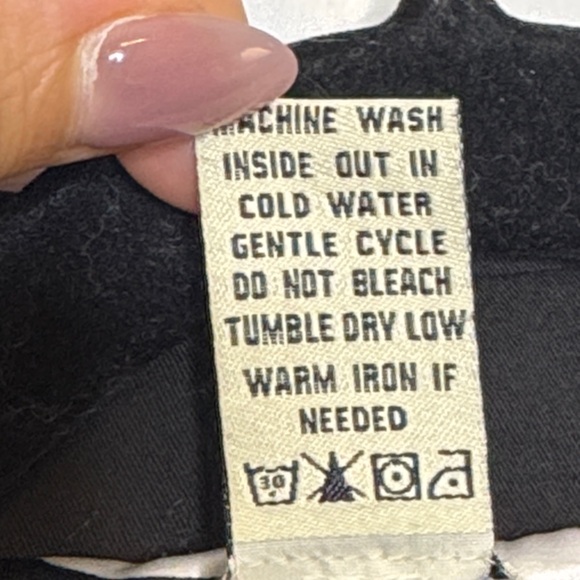 MACHINE WASH
INSIDE OUT IN
COLD WATER
GENTLE CYCLE
DO NOT BLEACH
TUMBLE DRY LOW
WARM IRON IF
NEEDED
30